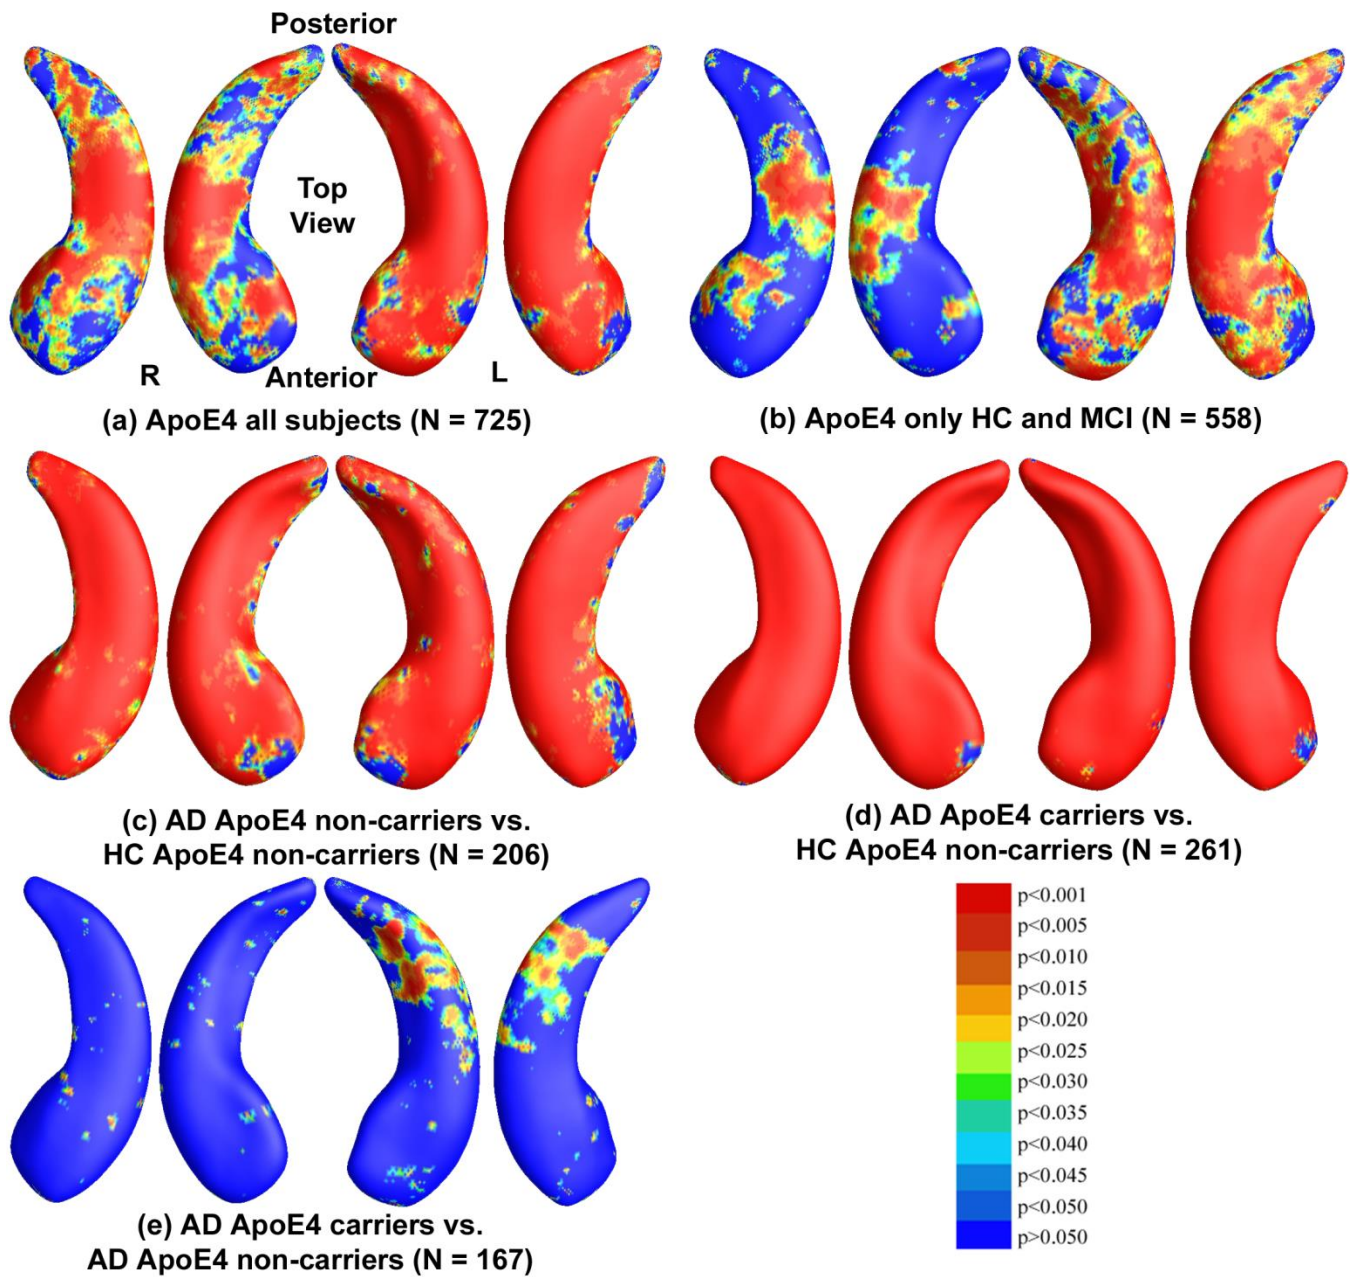 Posterior
Top
View
R
Anterior
L
(a) ApoE4 all subjects (N = 725)
(b) ApoE4 only HC and MCI (N = 558)
(c) AD ApoE4 non-carriers vs.
HC ApoE4 non-carriers (N = 206)
(d) AD ApoE4 carriers vs.
HC ApoE4 non-carriers (N = 261)
p<0.001
p<0.005
p<0.010
p<0.015
p<0.020
p<0.025
p<0.030
p<0.035
p<0.040
p<0.045
p<0.050
p>0.050
(e) AD ApoE4 carriers vs.
AD ApoE4 non-carriers (N = 167)